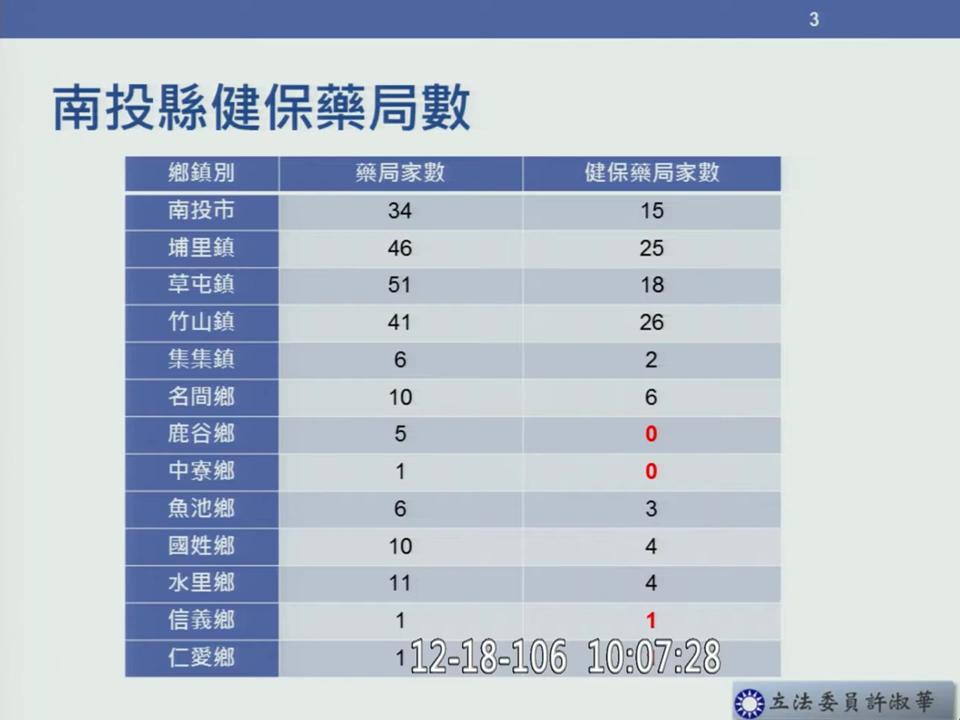 3
南投縣健保藥局數
鄉鎮別 藥局家數 健保藥局家數
南投市 34 15
埔里鎮 46 25
草屯鎮 51 18
竹山鎮 41 26
集集鎮 6 2
名間鄉 10 6
鹿谷鄉 5 0
中寮鄉 1 0
魚池鄉 6 3
國姓鄉 10 4
水里鄉 11 4
信義鄉 1 1
仁愛鄉 1
12-18-106 10:07:28
立法委員許淑華